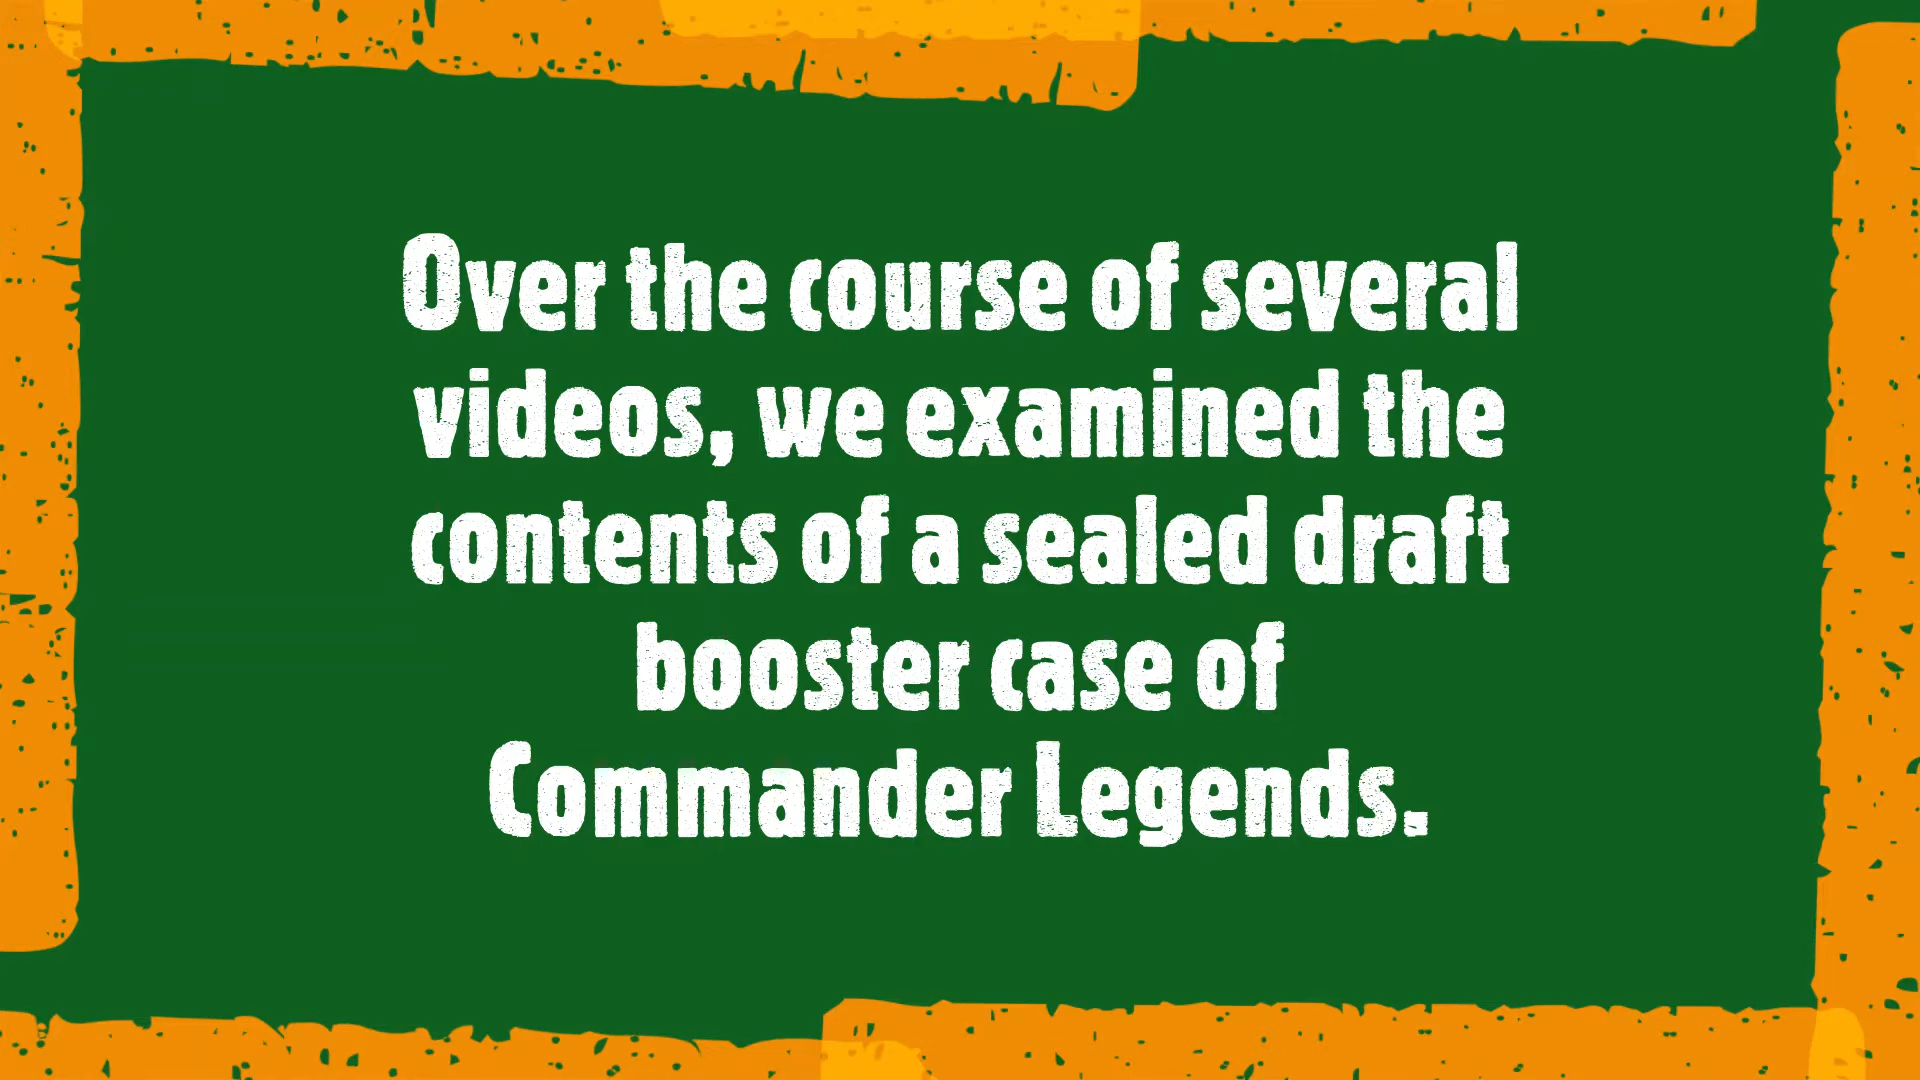 Over the course of several
videos, we examined the
contents of a sealed draft
booster case of
Commander Legends.